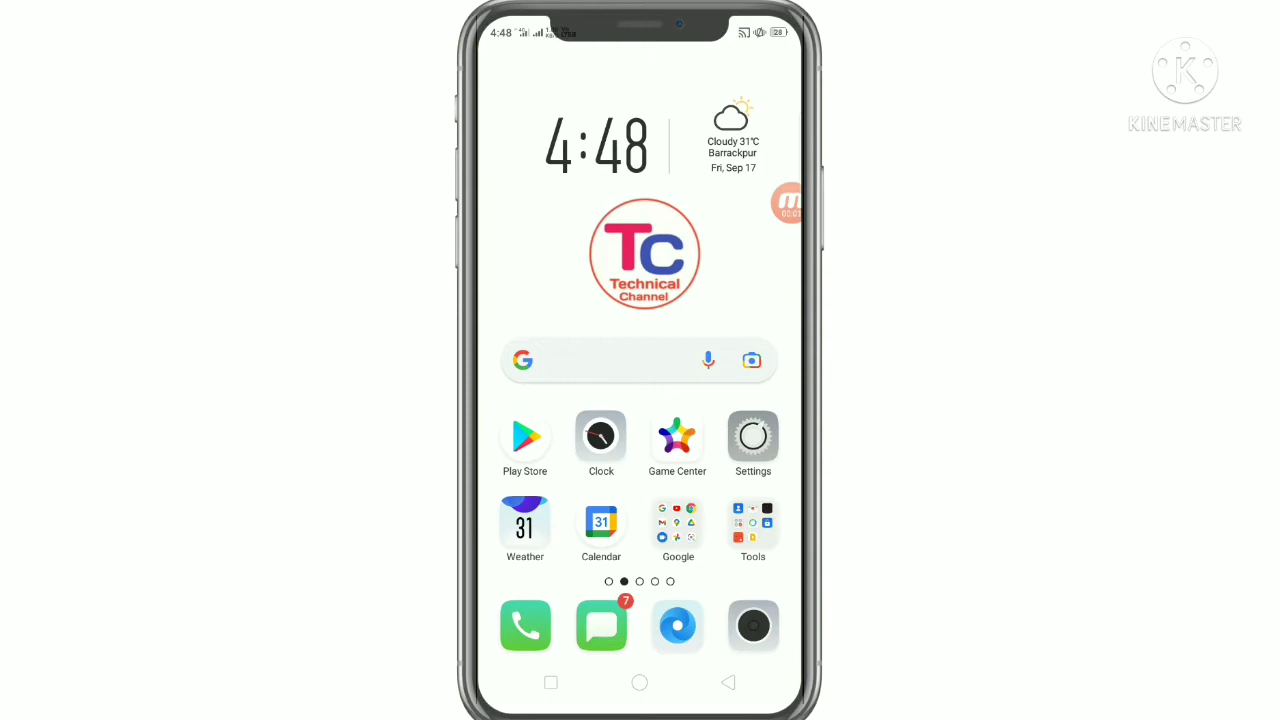 4:48
28
4:48
Cloudy 31°C
Barrackpur
Fri, Sep 17
KINEMASTER
TC
Technical
Channel
Play Store
Clock
Game Center
Settings
31
31
Weather
Calendar
Google
Tools
7